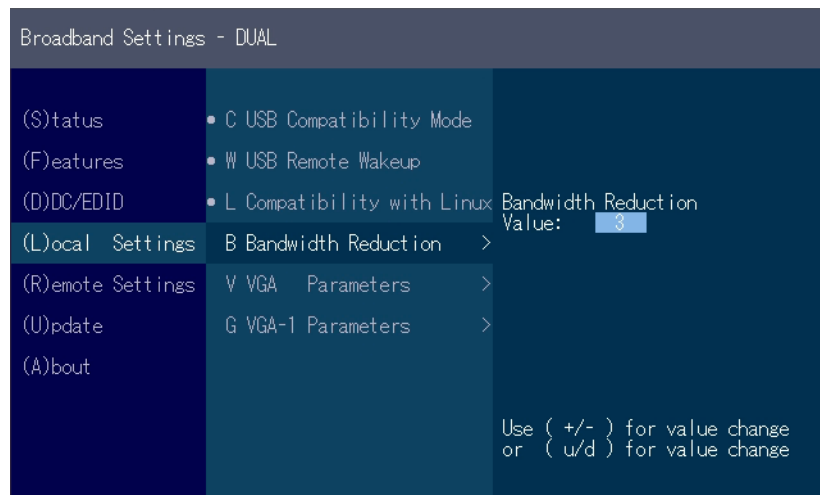 Broadband Settings - DUAL
(S)tatus
(F)eatures
(D)DC/EDID
(L)ocal Settings
(R)emote Settings
(U)pdate
(A)bout
• C USB Compatibility Mode
• W USB Remote Wakeup
• L Compatibility with Linux
B Bandwidth Reduction >
V VGA Parameters >
G VGA-1 Parameters >
Bandwidth Reduction
Value: 3
Use ( +/- ) for value change
or ( u/d ) for value change